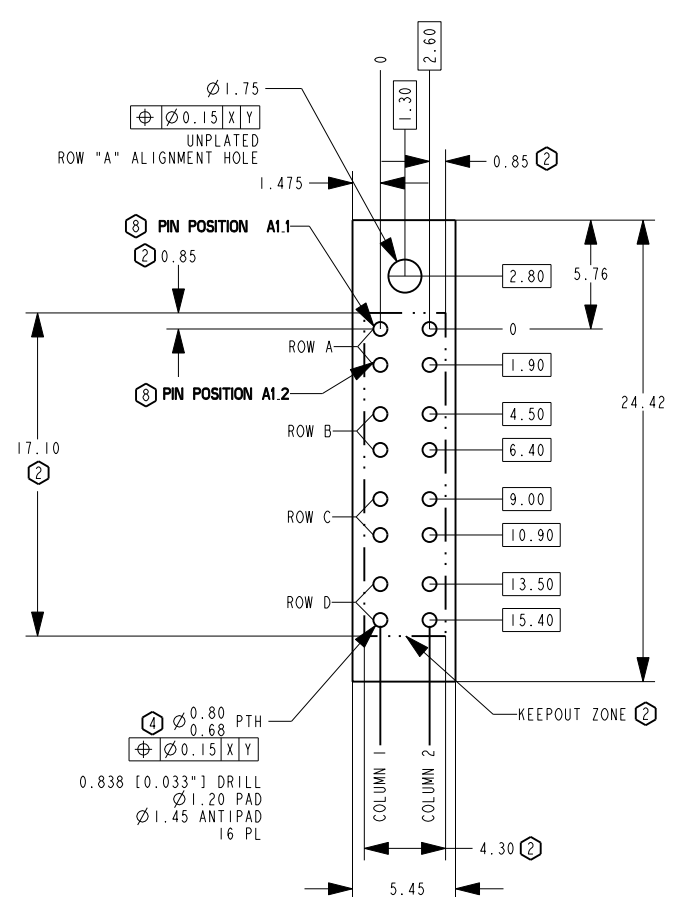 0
2.60
Ø1.75
1.30
⌖ Ø0.15 X Y
UNPLATED
ROW "A" ALIGNMENT HOLE
0.85 2
1.475
8 PIN POSITION A1.1
2 0.85
2.80
5.76
0
ROW A
1.90
8 PIN POSITION A1.2
24.42
4.50
ROW B
17.10
2
6.40
9.00
ROW C
10.90
13.50
ROW D
15.40
4 Ø 0.80 PTH
0.68
KEEPOUT ZONE 2
⌖ Ø0.15 X Y
0.838 [0.033"] DRILL
Ø1.20 PAD
Ø1.45 ANTIPAD
16 PL
COLUMN 1
COLUMN 2
4.30 2
5.45